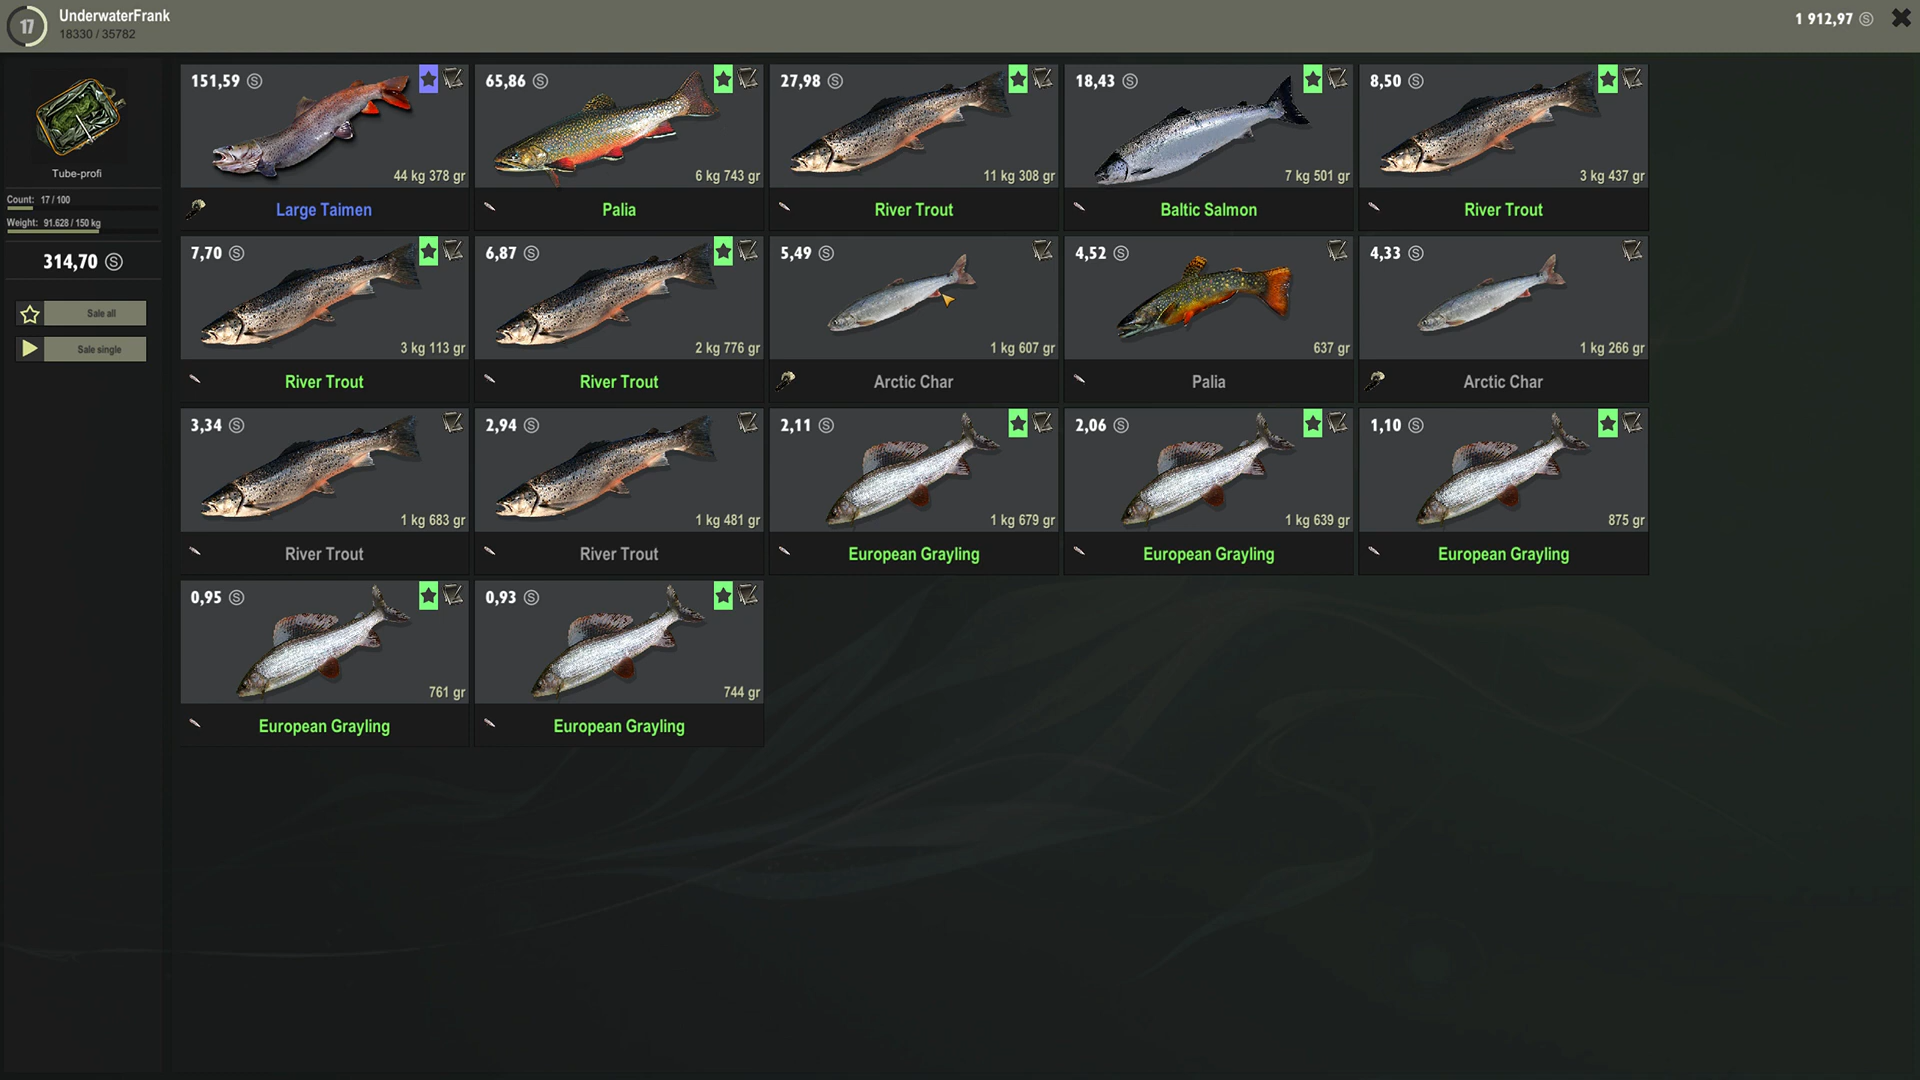 17
UnderwaterFrank
18330 / 35782
1 912,97 S
Tube-profi
Count: 17 / 100
Weight: 91.628 / 150 kg
314,70 S
Sale all
Sale single
151,59 S
44 kg 378 gr
Large Taimen
65,86 S
6 kg 743 gr
Palia
27,98 S
11 kg 308 gr
River Trout
18,43 S
7 kg 501 gr
Baltic Salmon
8,50 S
3 kg 437 gr
River Trout
7,70 S
3 kg 113 gr
River Trout
6,87 S
2 kg 776 gr
River Trout
5,49 S
1 kg 607 gr
Arctic Char
4,52 S
637 gr
Palia
4,33 S
1 kg 266 gr
Arctic Char
3,34 S
1 kg 683 gr
River Trout
2,94 S
1 kg 481 gr
River Trout
2,11 S
1 kg 679 gr
European Grayling
2,06 S
1 kg 639 gr
European Grayling
1,10 S
875 gr
European Grayling
0,95 S
761 gr
European Grayling
0,93 S
744 gr
European Grayling